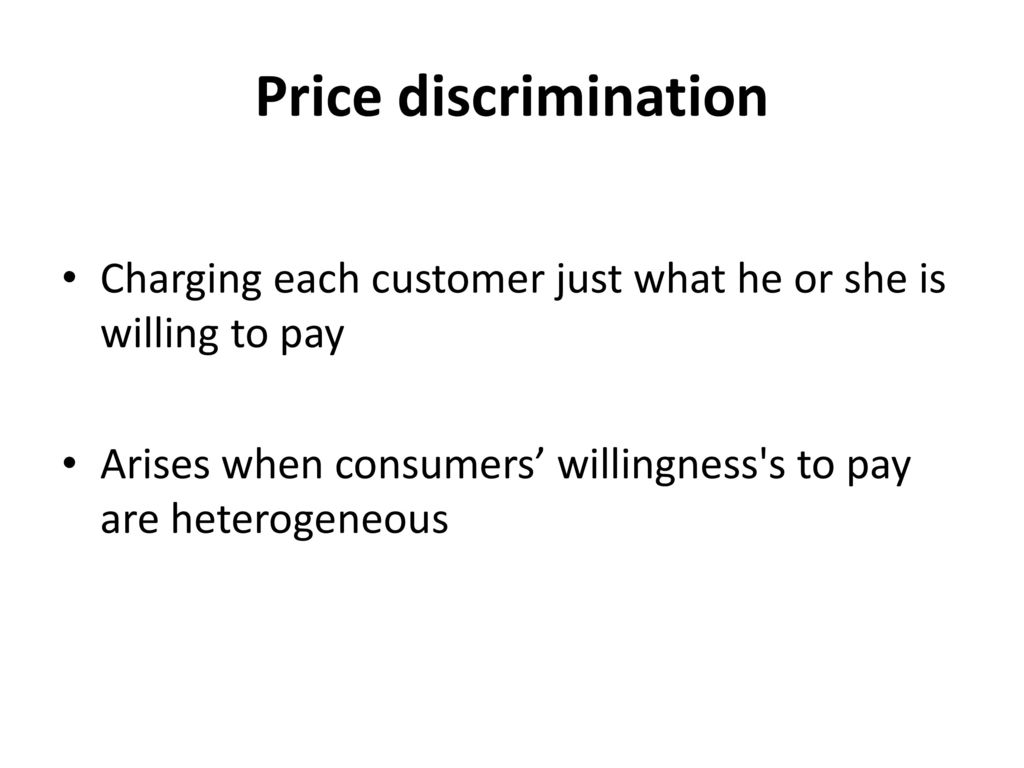 Price discrimination
• Charging each customer just what he or she is
willing to pay
• Arises when consumers’ willingness's to pay
are heterogeneous